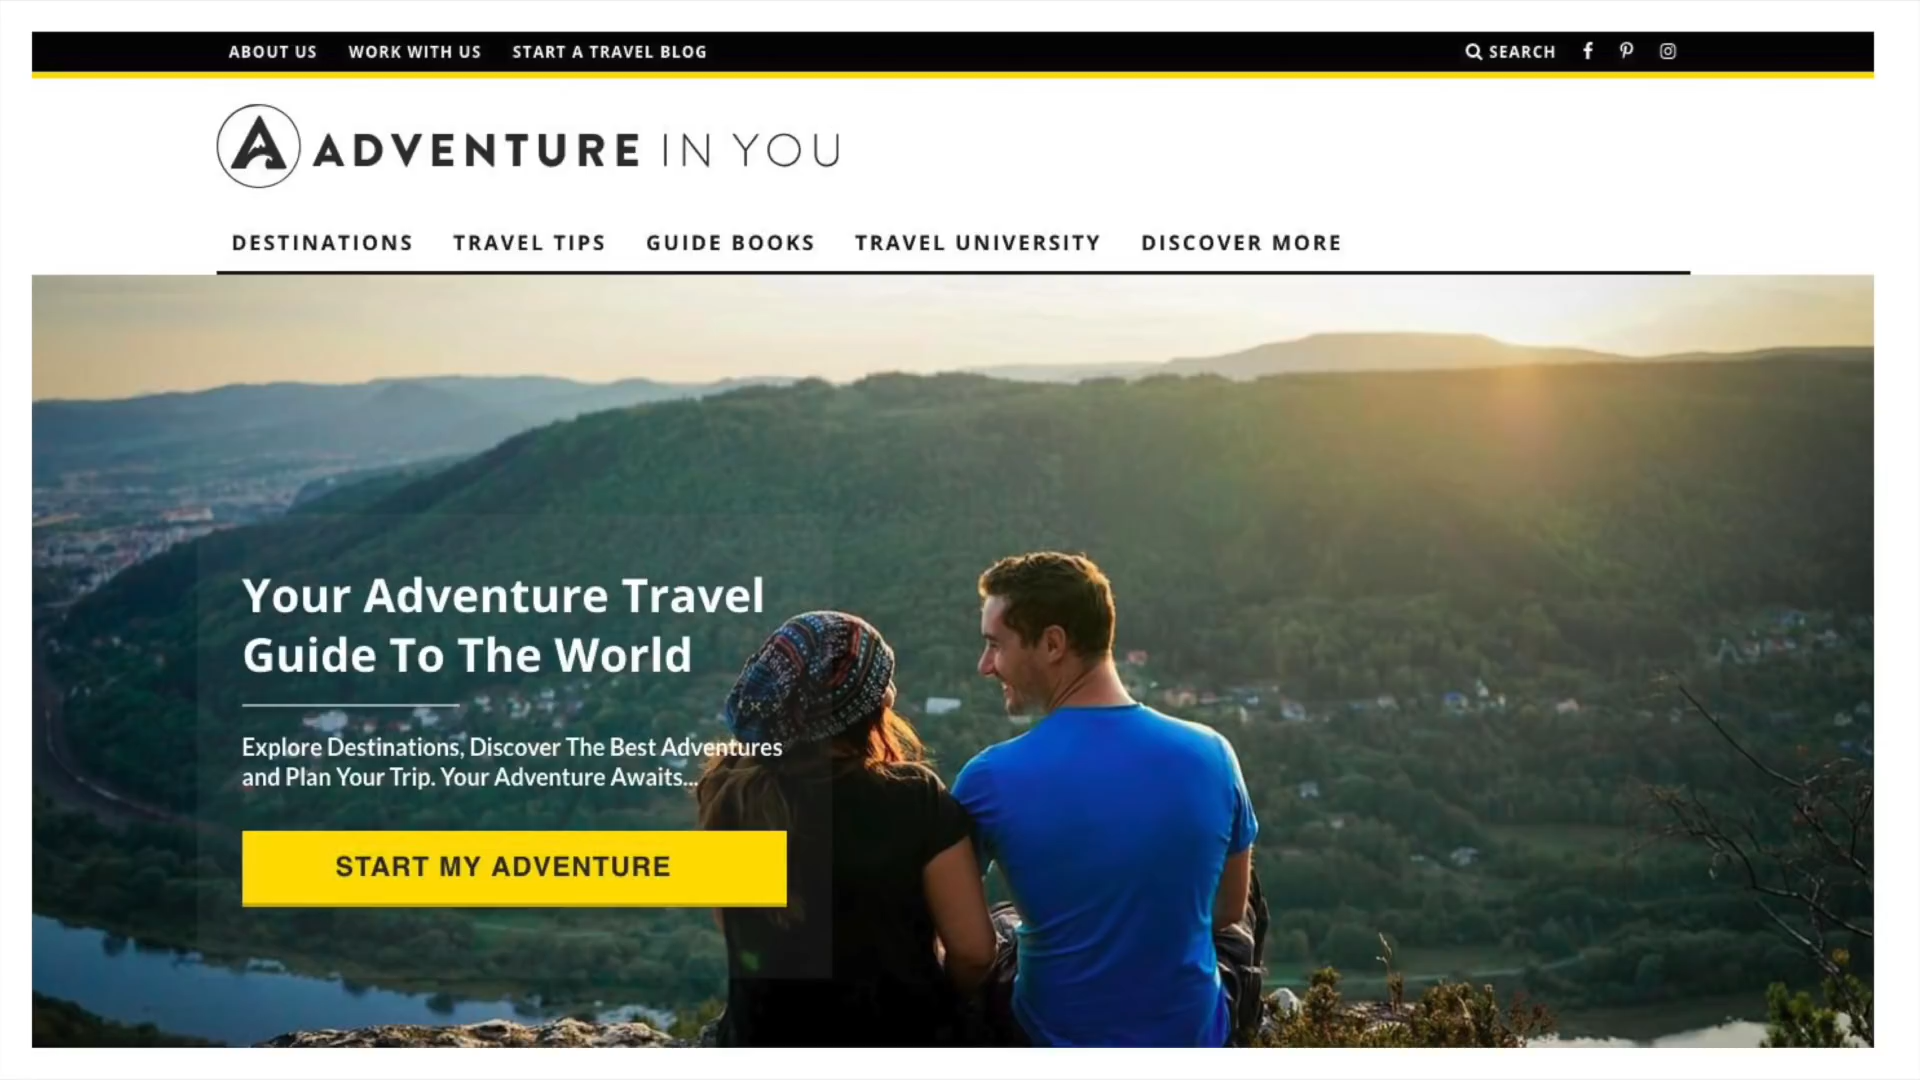 ABOUT US WORK WITH US START A TRAVEL BLOG SEARCH
ADVENTURE IN YOU
DESTINATIONS TRAVEL TIPS GUIDE BOOKS TRAVEL UNIVERSITY DISCOVER MORE
Your Adventure Travel
Guide To The World
Explore Destinations, Discover The Best Adventures
and Plan Your Trip. Your Adventure Awaits...
START MY ADVENTURE